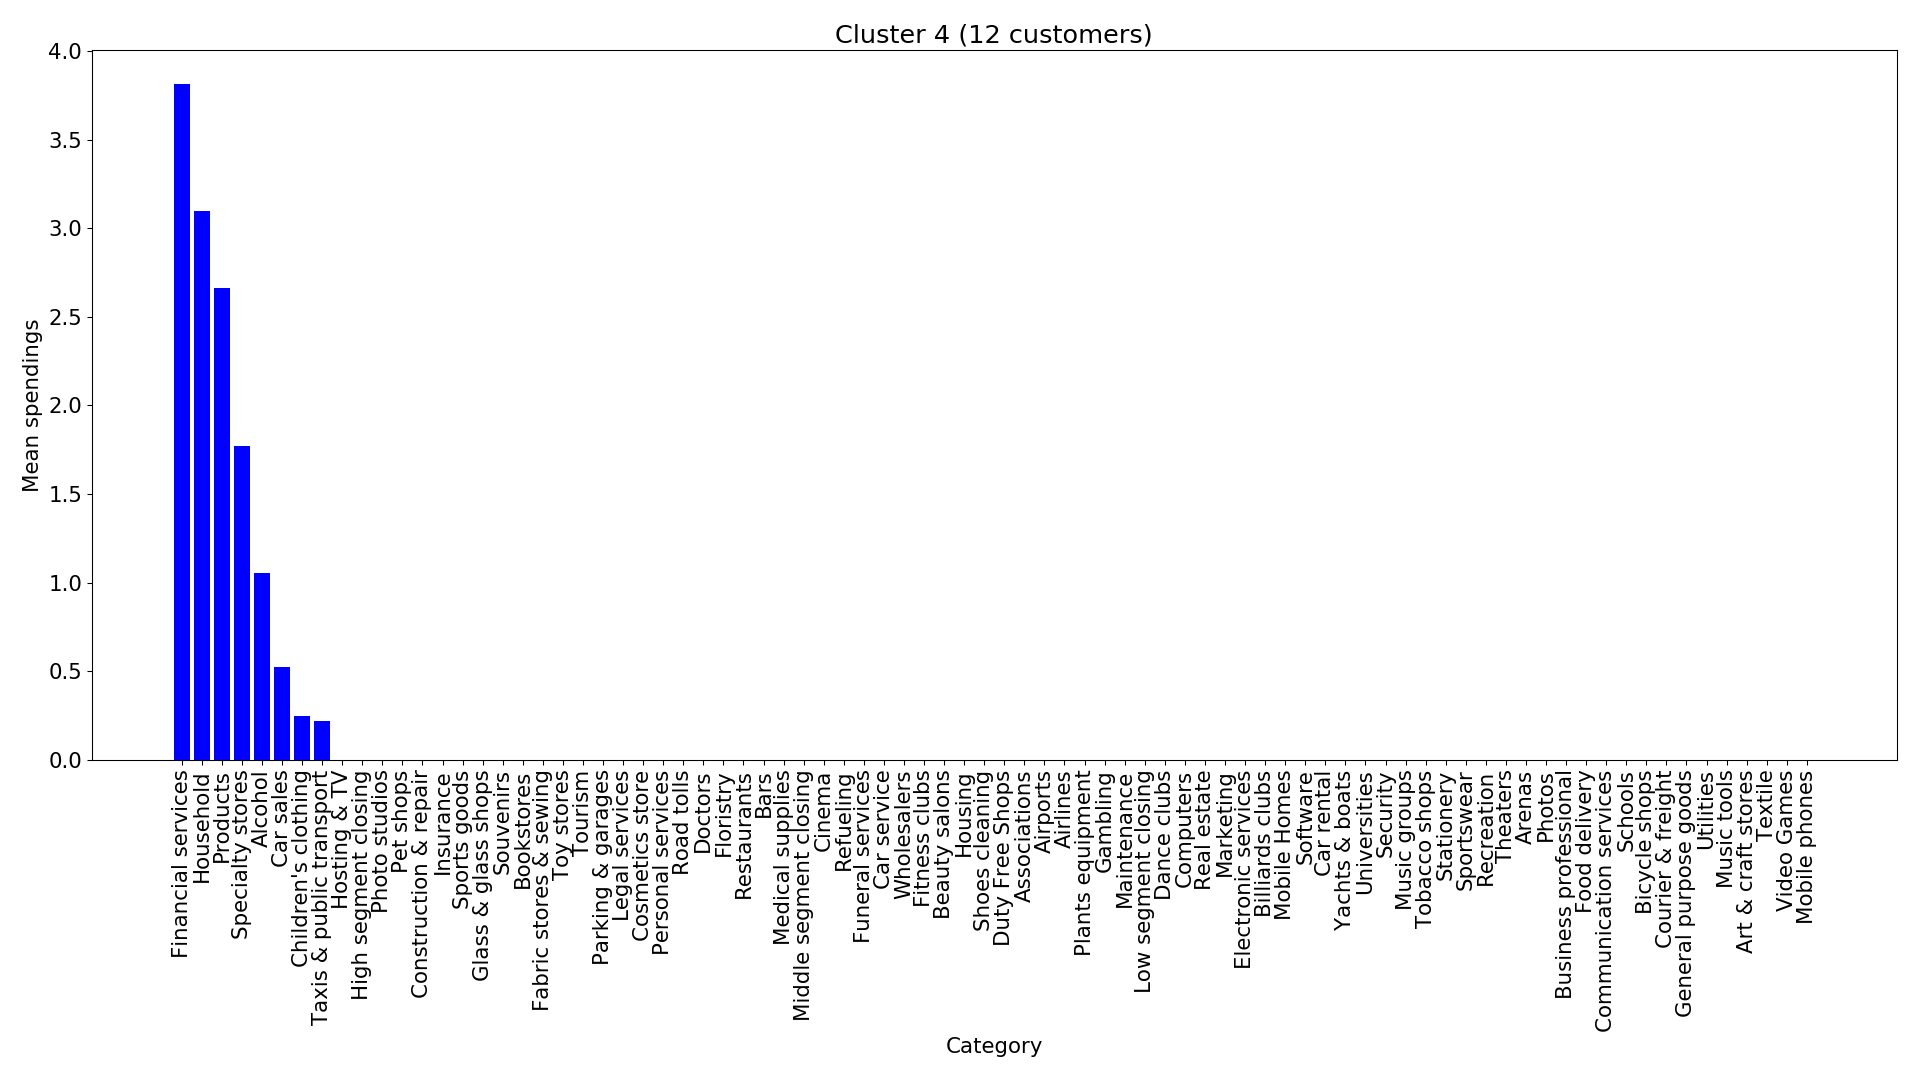 Cluster 4 (12 customers)
4.0
3.5
3.0
2.5
2.0
1.5
1.0
0.5
0.0
Mean spendings
Financial services
Household
Products
Specialty stores
Alcohol
Car sales
Children's clothing
Taxis & public transport
Hosting & TV
High segment closing
Photo studios
Pet shops
Construction & repair
Insurance
Sports goods
Glass & glass shops
Souvenirs
Bookstores
Fabric stores & sewing
Toy stores
Tourism
Parking & garages
Legal services
Cosmetics store
Personal services
Road tolls
Doctors
Floristry
Restaurants
Bars
Medical supplies
Middle segment closing
Cinema
Refueling
Funeral services
Car service
Wholesalers
Fitness clubs
Beauty salons
Housing
Shoes cleaning
Duty Free Shops
Associations
Airports
Airlines
Plants equipment
Gambling
Maintenance
Low segment closing
Dance clubs
Computers
Real estate
Marketing
Electronic services
Billiards clubs
Mobile Homes
Software
Car rental
Yachts & boats
Universities
Security
Music groups
Tobacco shops
Stationery
Sportswear
Recreation
Theaters
Arenas
Photos
Business professional
Food delivery
Communication services
Schools
Bicycle shops
Courier & freight
General purpose goods
Utilities
Music tools
Art & craft stores
Textile
Video Games
Mobile phones
Category